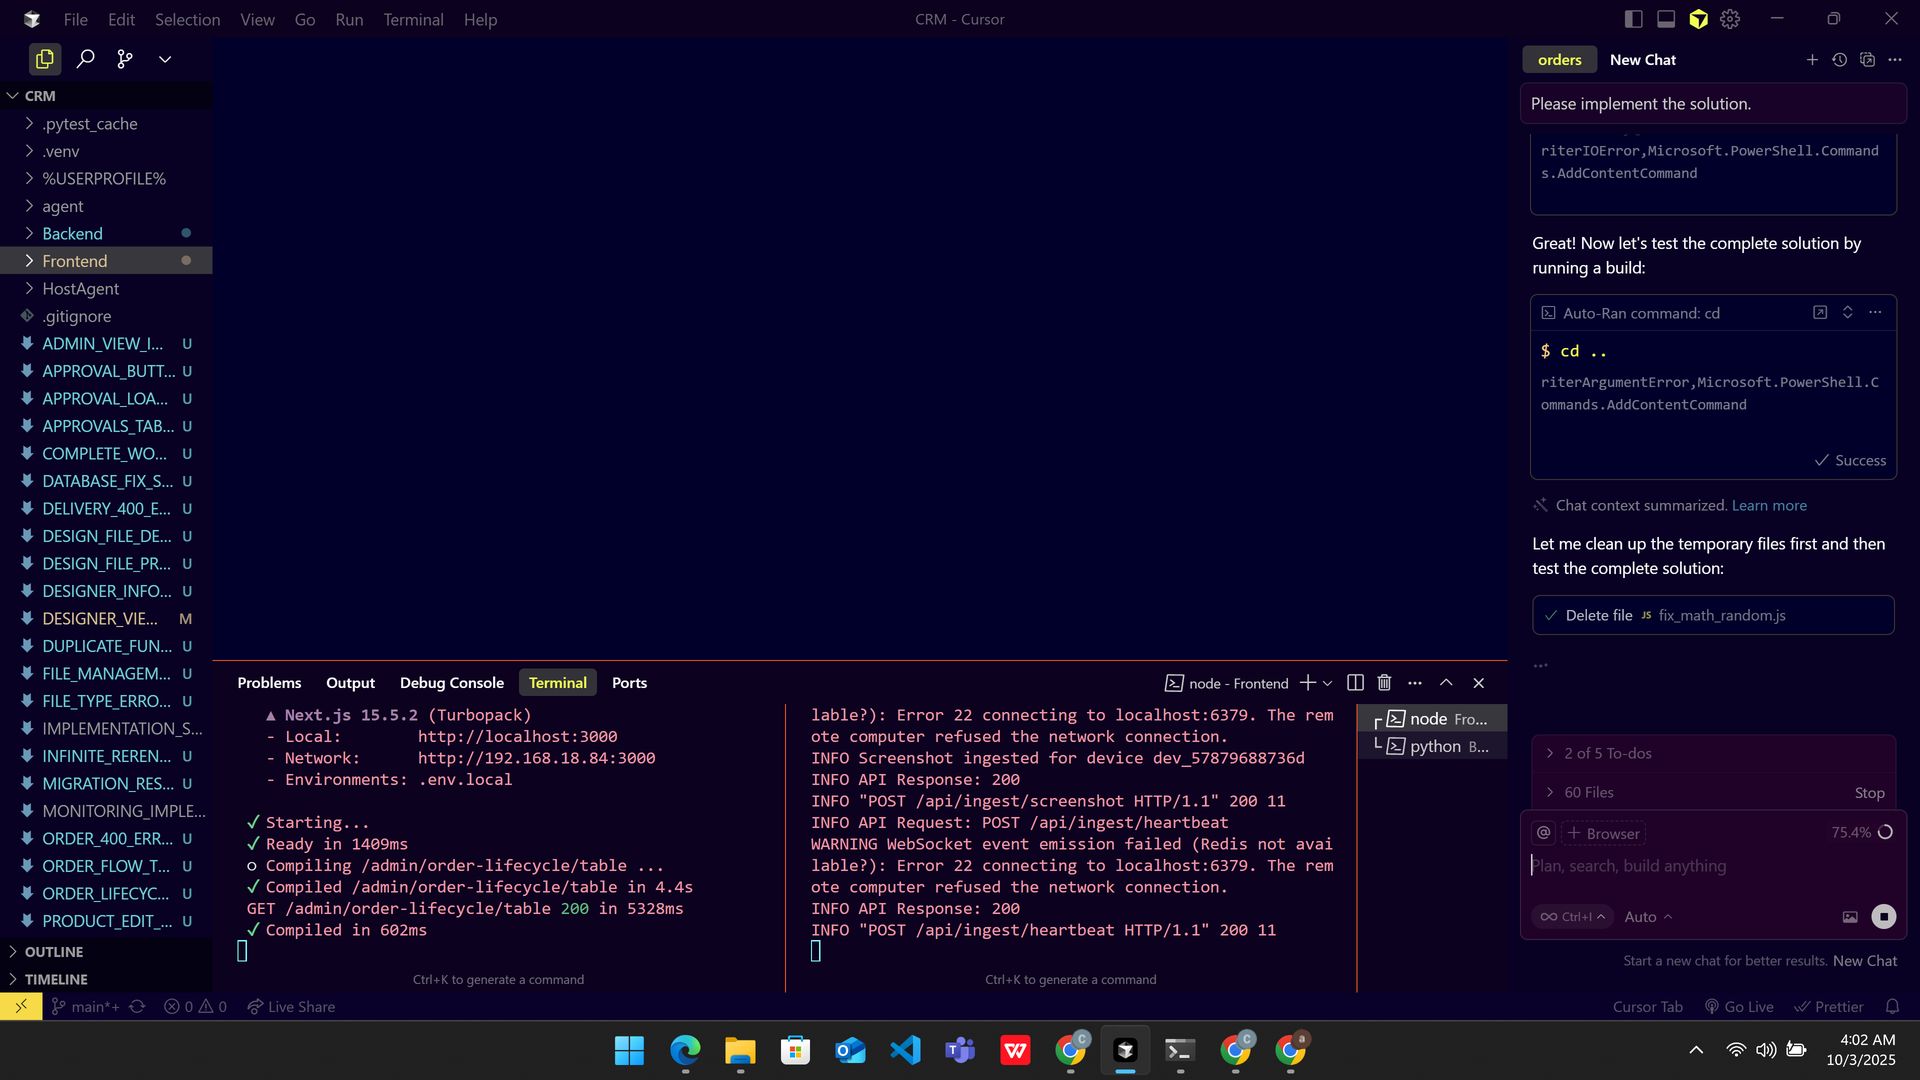 File Edit Selection View Go Run Terminal Help
CRM - Cursor
CRM
.pytest_cache
.venv
%USERPROFILE%
agent
Backend
Frontend
HostAgent
.gitignore
ADMIN_VIEW_I... U
APPROVAL_BUTT... U
APPROVAL_LOA... U
APPROVALS_TAB... U
COMPLETE_WO... U
DATABASE_FIX_S... U
DELIVERY_400_E... U
DESIGN_FILE_DE... U
DESIGN_FILE_PR... U
DESIGNER_INFO... U
DESIGNER_VIE... M
DUPLICATE_FUN... U
FILE_MANAGEM... U
FILE_TYPE_ERRO... U
IMPLEMENTATION_S...
INFINITE_REREN... U
MIGRATION_RES... U
MONITORING_IMPLE...
ORDER_400_ERR... U
ORDER_FLOW_T... U
ORDER_LIFECYC... U
PRODUCT_EDIT_... U
OUTLINE
TIMELINE
Problems Output Debug Console Terminal Ports
node - Frontend
▲ Next.js 15.5.2 (Turbopack)
- Local: http://localhost:3000
- Network: http://192.168.18.84:3000
- Environments: .env.local
✓ Starting...
✓ Ready in 1409ms
○ Compiling /admin/order-lifecycle/table ...
✓ Compiled /admin/order-lifecycle/table in 4.4s
GET /admin/order-lifecycle/table 200 in 5328ms
✓ Compiled in 602ms
Ctrl+K to generate a command
lable?): Error 22 connecting to localhost:6379. The rem
ote computer refused the network connection.
INFO Screenshot ingested for device dev_57879688736d
INFO API Response: 200
INFO "POST /api/ingest/screenshot HTTP/1.1" 200 11
INFO API Request: POST /api/ingest/heartbeat
WARNING WebSocket event emission failed (Redis not avai
lable?): Error 22 connecting to localhost:6379. The rem
ote computer refused the network connection.
INFO API Response: 200
INFO "POST /api/ingest/heartbeat HTTP/1.1" 200 11
Ctrl+K to generate a command
node Fro...
python B...
orders New Chat
Please implement the solution.
riterIOError,Microsoft.PowerShell.Command
s.AddContentCommand
Great! Now let's test the complete solution by
running a build:
Auto-Ran command: cd
$ cd ..
riterArgumentError,Microsoft.PowerShell.C
ommands.AddContentCommand
Success
Chat context summarized. Learn more
Let me clean up the temporary files first and then
test the complete solution:
Delete file JS fix_math_random.js
2 of 5 To-dos
60 Files Stop
@ + Browser 75.4%
Plan, search, build anything
∞ Ctrl+I Auto
Start a new chat for better results. New Chat
main*+ 0 0 Live Share
Cursor Tab Go Live Prettier
4:02 AM
10/3/2025